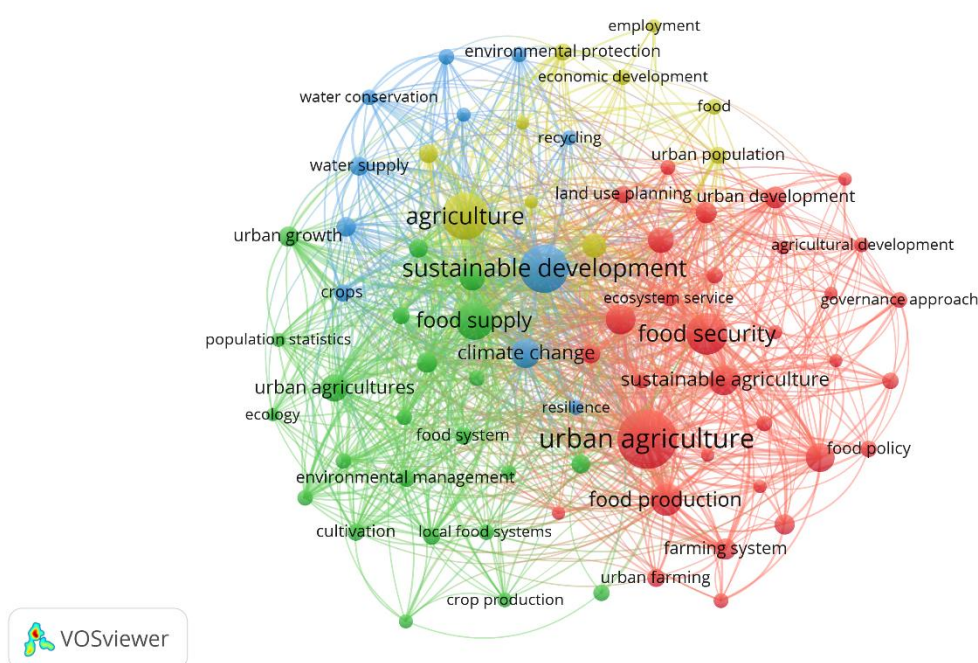 employment
environmental protection
economic development
water conservation
food
recycling
urban population
water supply
land use planning
urban development
agriculture
urban growth
agricultural development
sustainable development
crops
ecosystem service
governance approach
food supply
food security
population statistics
climate change
sustainable agriculture
urban agricultures
resilience
ecology
food system
urban agriculture
food policy
environmental management
food production
cultivation
local food systems
farming system
urban farming
crop production
VOSviewer